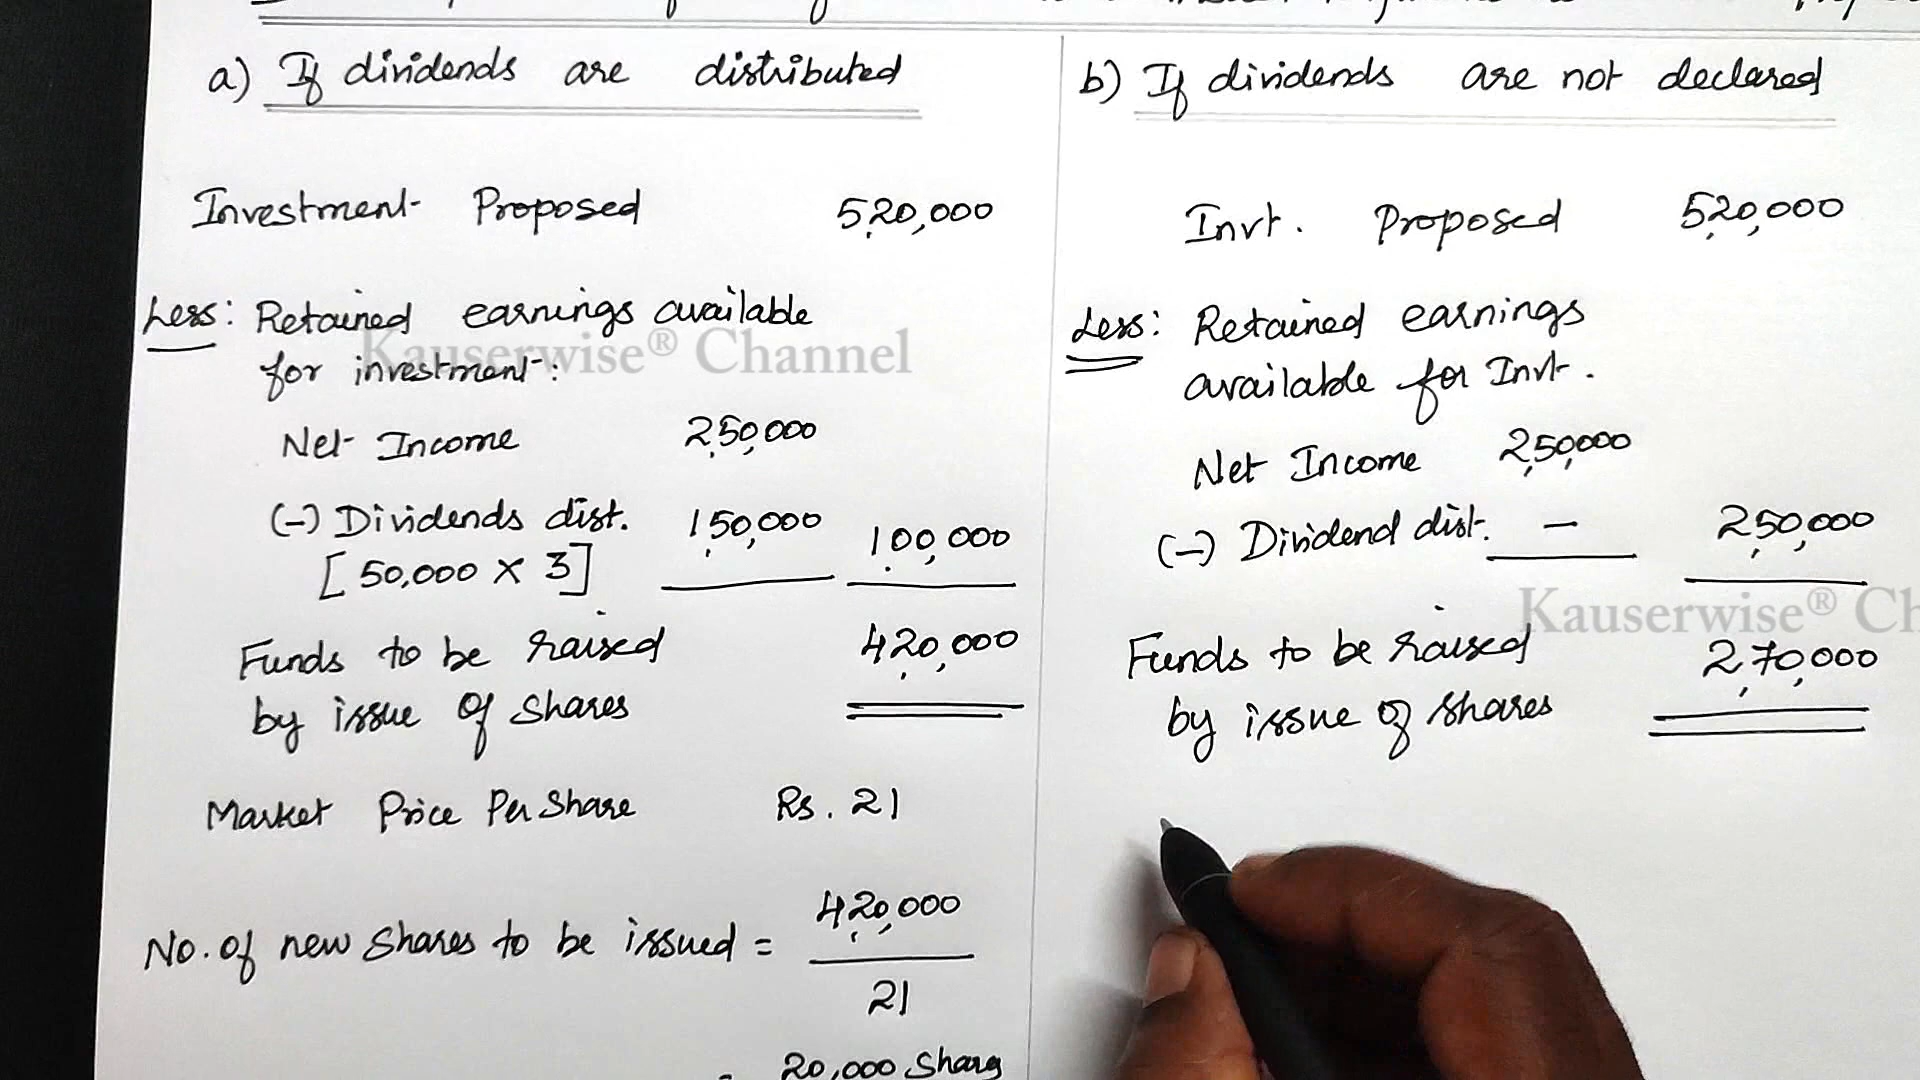 a) If dividends are distributed
Investment Proposed 5,20,000
Less: Retained earnings available
for investment:
Net Income 2,50,000
(-) Dividends dist. 1,50,000 1,00,000
[50,000 X 3]
Funds to be raised 4,20,000
by issue of shares
Market Price Per Share Rs. 21
No. of new shares to be issued = 4,20,000
21
= 20,000 Shares
b) If dividends are not declared
Invt. Proposed 5,20,000
Less: Retained earnings
available for Invt.
Net Income 2,50,000
(-) Dividend dist. — 2,50,000
Funds to be raised 2,70,000
by issue of shares
Kauserwise® Channel
Kauserwise® Ch